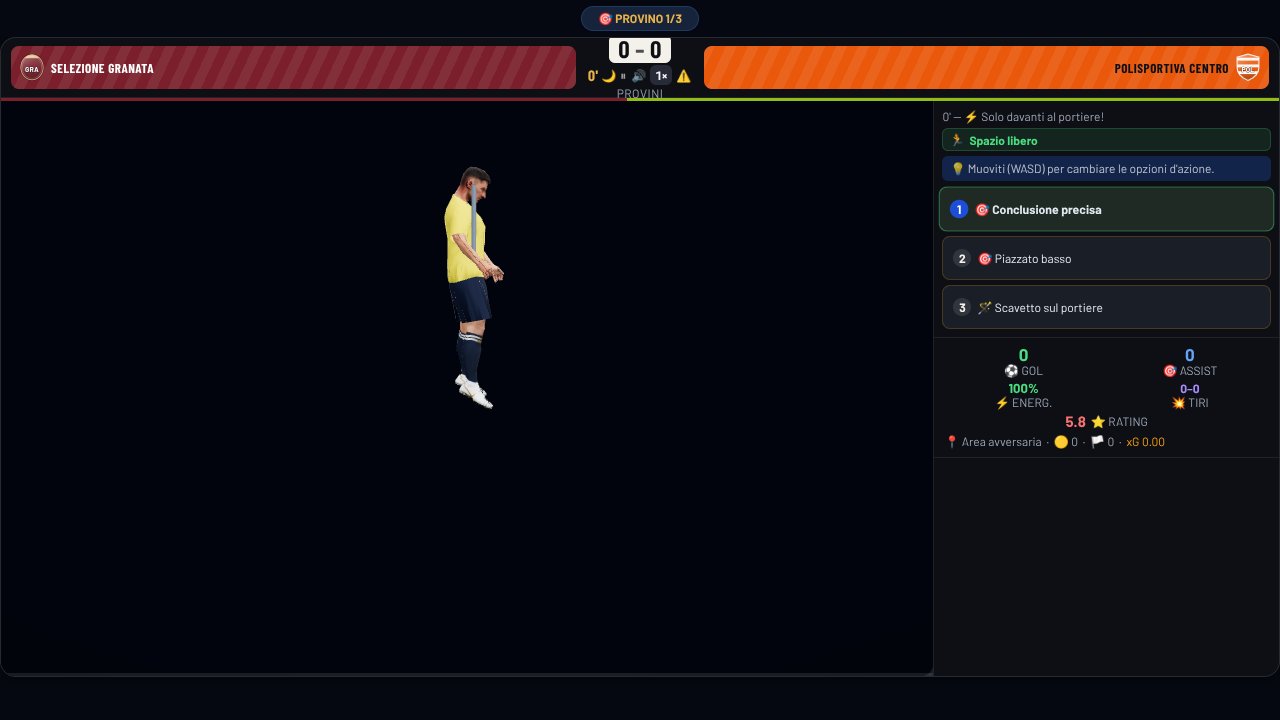 🎯 PROVINO 1/3
GRA SELEZIONE GRANATA
0 - 0
0' 🌙 ⏸ 🔊 1× ⚠️
PROVINI
POLISPORTIVA CENTRO POL
0' — ⚡ Solo davanti al portiere!
🏃 Spazio libero
💡 Muoviti (WASD) per cambiare le opzioni d'azione.
1 🎯 Conclusione precisa
2 🎯 Piazzato basso
3 🪄 Scavetto sul portiere
0 0
⚽ GOL 🎯 ASSIST
100% 0–0
⚡ ENERG. 💥 TIRI
5.8 ⭐ RATING
📍 Area avversaria · 🟡 0 · 🏳️ 0 · xG 0.00